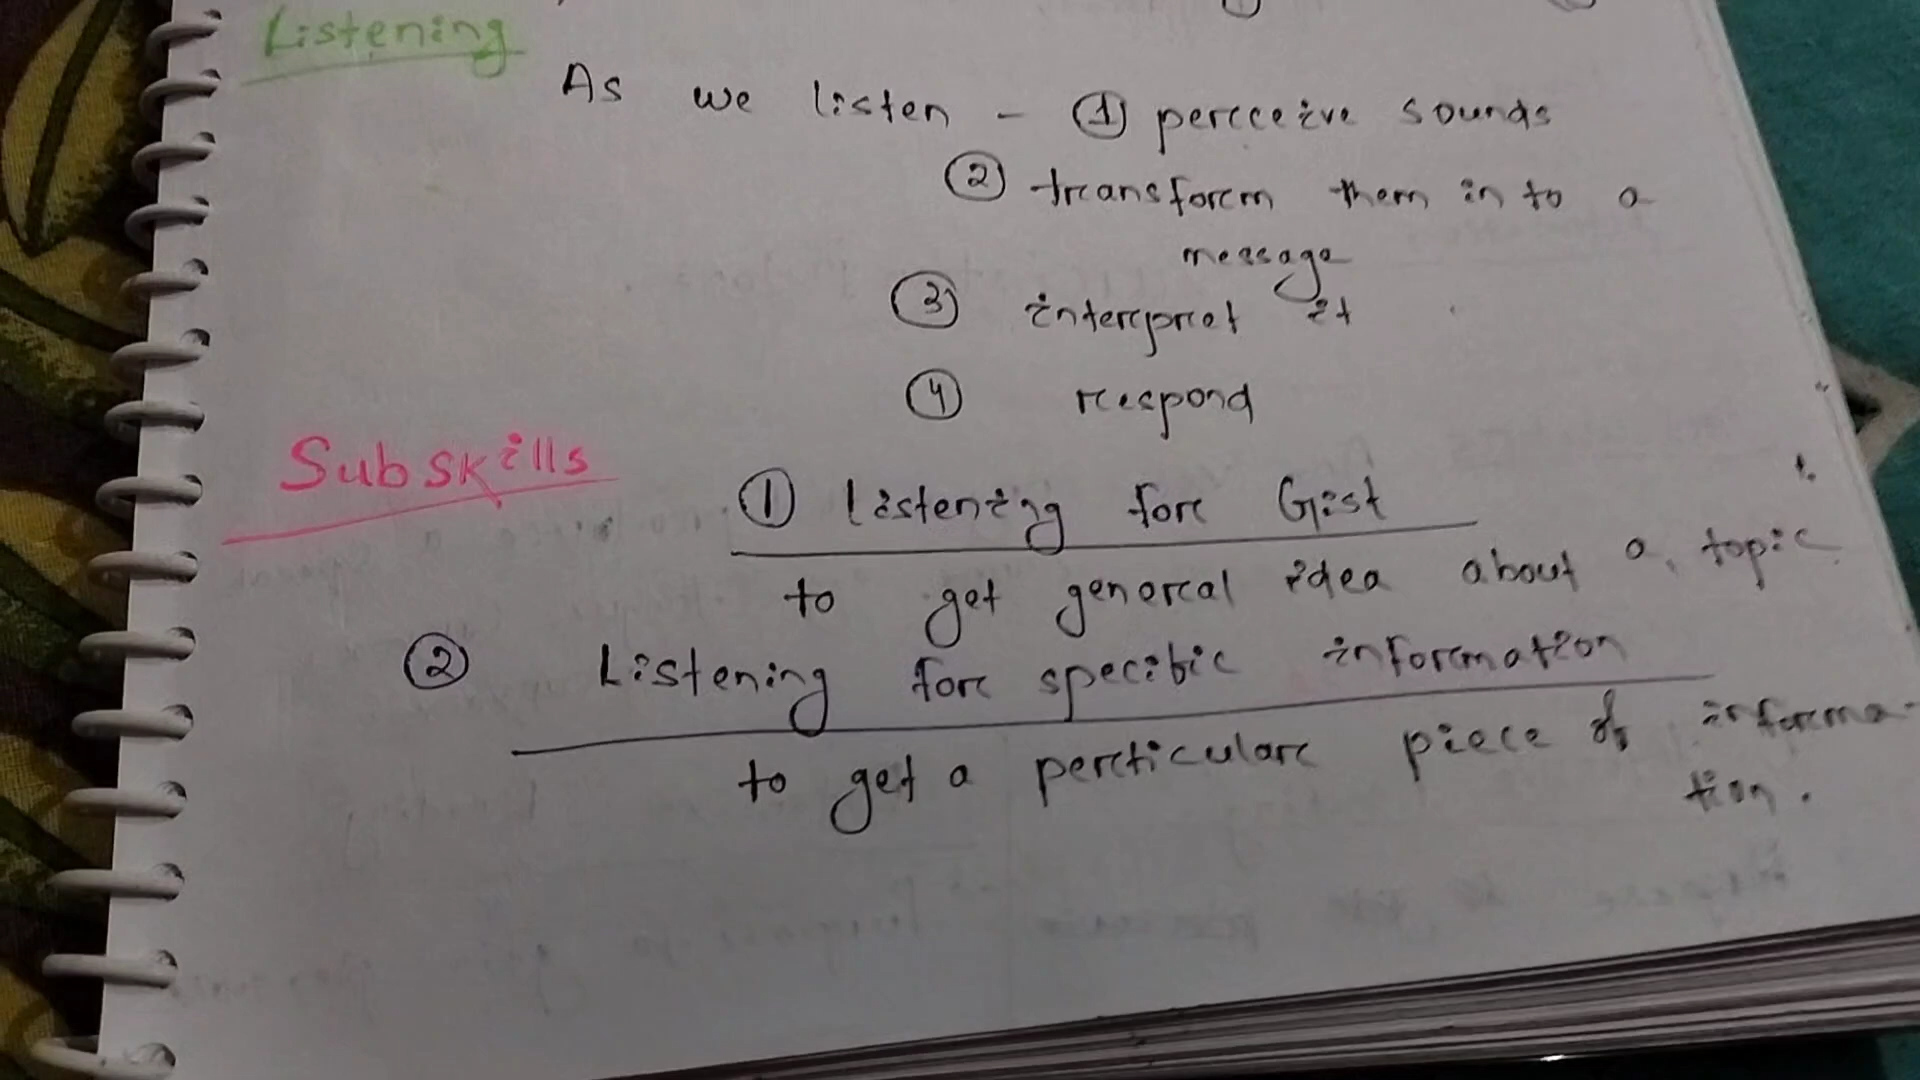 Listening
As we listen - ① perceive sounds
② transform them in to a
message
③ interpret it
④ respond
Subskills
① listening for Gist
to get general idea about a topic
② Listening for specific information
to get a perticular piece of informa-
tion.